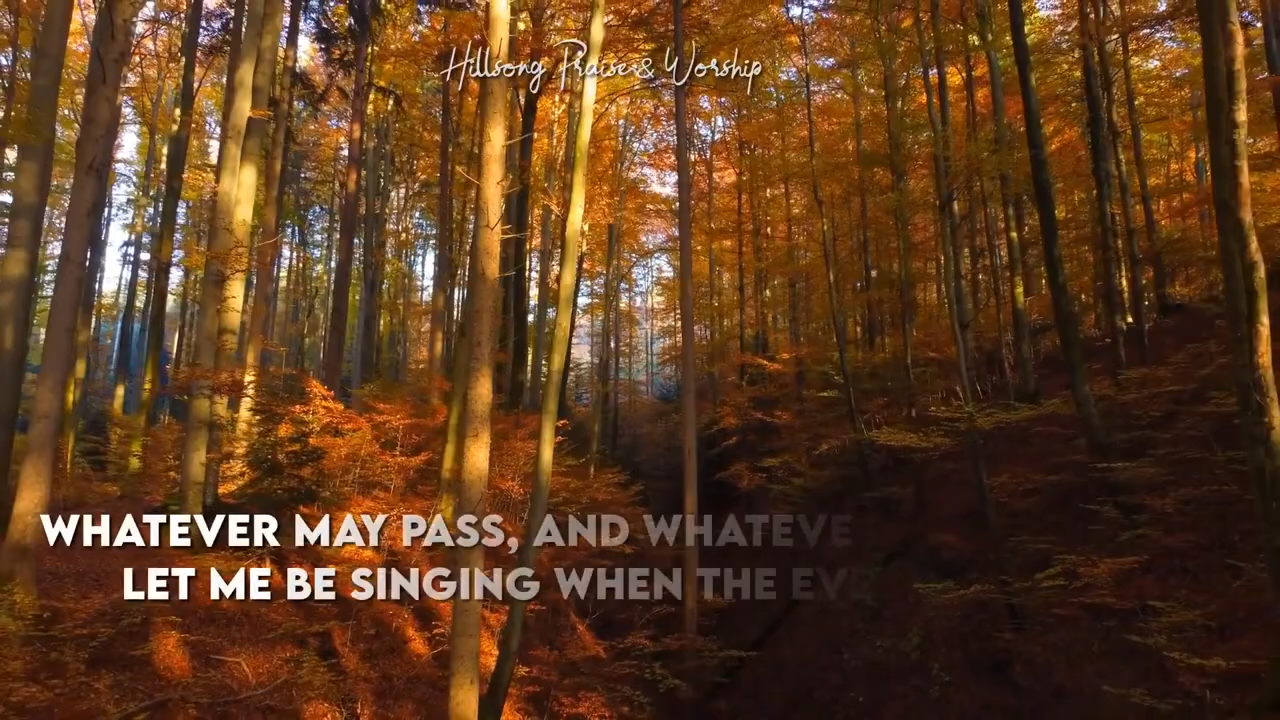 Hillsong Praise & Worship
WHATEVER MAY PASS, AND WHATEVE
LET ME BE SINGING WHEN THE EV